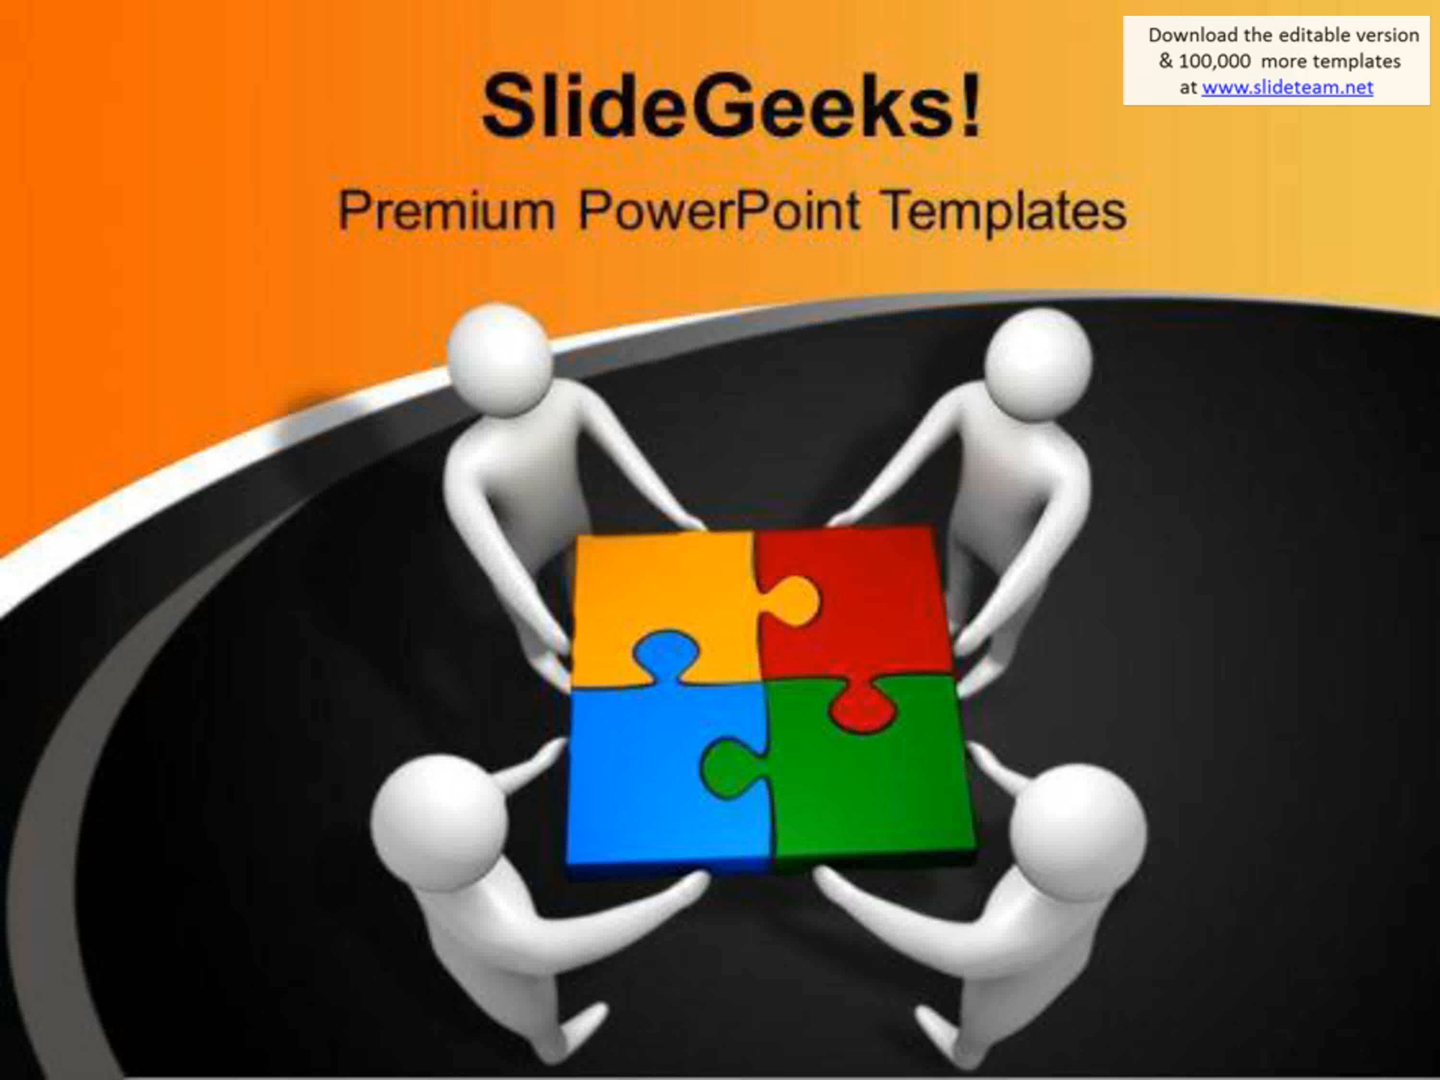 Download the editable version
& 100,000 more templates
at www.slideteam.net
SlideGeeks!
Premium PowerPoint Templates